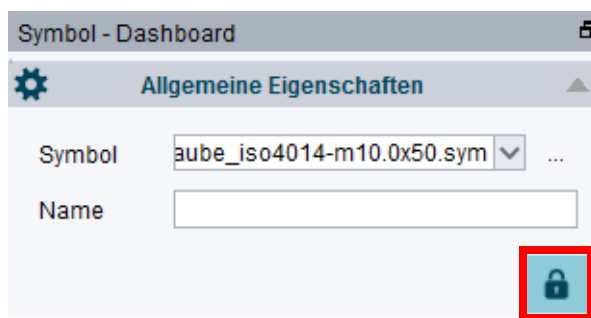 Symbol - Dashboard
Allgemeine Eigenschaften
Symbol aube_iso4014-m10.0x50.sym ...
Name